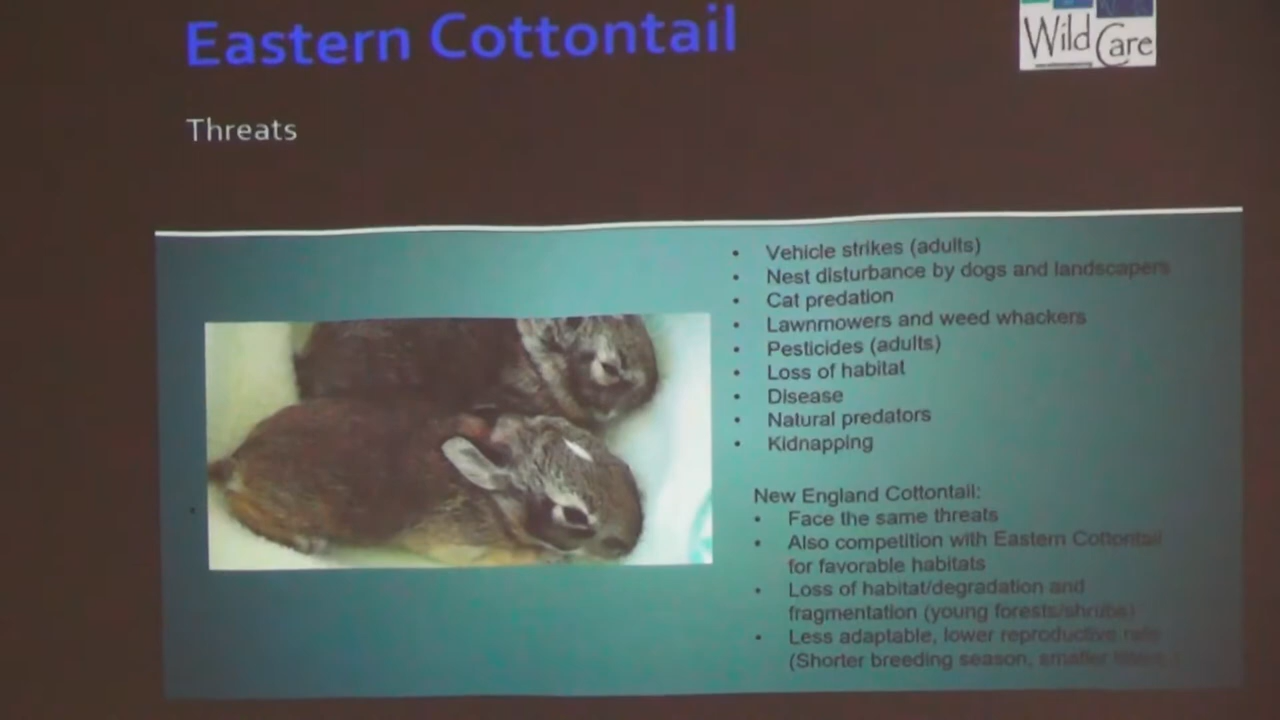 Eastern Cottontail
Wild Care
Threats
• Vehicle strikes (adults)
• Nest disturbance by dogs and landscapers
• Cat predation
• Lawnmowers and weed whackers
• Pesticides (adults)
• Loss of habitat
• Disease
• Natural predators
• Kidnapping
New England Cottontail:
• Face the same threats
• Also competition with Eastern Cottontail
for favorable habitats
• Loss of habitat/degradation and
fragmentation (young forests/shrubs)
• Less adaptable, lower reproductive rate
(Shorter breeding season, smaller